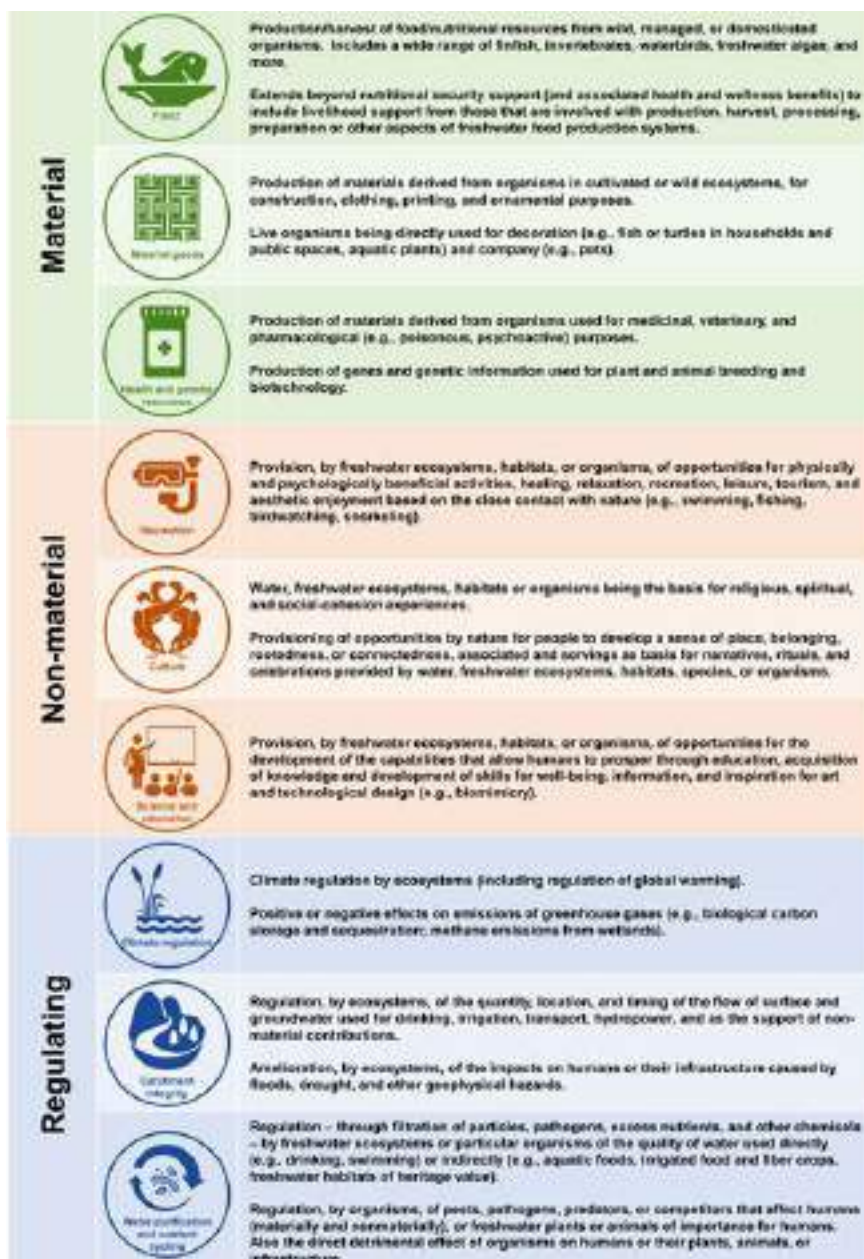 Material
Food
Production/harvest of food/nutritional resources from wild, managed, or domesticated
organisms. Includes a wide range of finfish, invertebrates, waterbirds, freshwater algae, and
more.
Extends beyond nutritional security support (and associated health and wellness benefits) to
include livelihood support from those that are involved with production, harvest, processing,
preparation or other aspects of freshwater food production systems.
Material goods
Production of materials derived from organisms in cultivated or wild ecosystems, for
construction, clothing, printing, and ornamental purposes.
Live organisms being directly used for decoration (e.g., fish or turtles in households and
public spaces, aquatic plants) and company (e.g., pets).
Health and genetic
resources
Production of materials derived from organisms used for medicinal, veterinary, and
pharmacological (e.g., poisonous, psychoactive) purposes.
Production of genes and genetic information used for plant and animal breeding and
biotechnology.
Non-material
Recreation
Provision, by freshwater ecosystems, habitats, or organisms, of opportunities for physically
and psychologically beneficial activities, healing, relaxation, recreation, leisure, tourism, and
aesthetic enjoyment based on the close contact with nature (e.g., swimming, fishing,
birdwatching, snorkeling).
Culture
Water, freshwater ecosystems, habitats or organisms being the basis for religious, spiritual,
and social-cohesion experiences.
Provisioning of opportunities by nature for people to develop a sense of place, belonging,
rootedness, or connectedness, associated and servings as basis for narratives, rituals, and
celebrations provided by water, freshwater ecosystems, habitats, species, or organisms.
Science and
education
Provision, by freshwater ecosystems, habitats, or organisms, of opportunities for the
development of the capabilities that allow humans to prosper through education, acquisition
of knowledge and development of skills for well-being, information, and inspiration for art
and technological design (e.g., biomimicry).
Regulating
Climate regulation
Climate regulation by ecosystems (including regulation of global warming).
Positive or negative effects on emissions of greenhouse gases (e.g., biological carbon
storage and sequestration; methane emissions from wetlands).
Catchment
integrity
Regulation, by ecosystems, of the quantity, location, and timing of the flow of surface and
groundwater used for drinking, irrigation, transport, hydropower, and as the support of non-
material contributions.
Amelioration, by ecosystems, of the impacts on humans or their infrastructure caused by
floods, drought, and other geophysical hazards.
Water purification
and nutrient
cycling
Regulation – through filtration of particles, pathogens, excess nutrients, and other chemicals
– by freshwater ecosystems or particular organisms of the quality of water used directly
(e.g., drinking, swimming) or indirectly (e.g., aquatic foods, irrigated food and fiber crops,
freshwater habitats of heritage value).
Regulation, by organisms, of pests, pathogens, predators, or competitors that affect humans
(materially and nonmaterially), or freshwater plants or animals of importance for humans.
Also the direct detrimental effect of organisms on humans or their plants, animals, or
infrastructure.